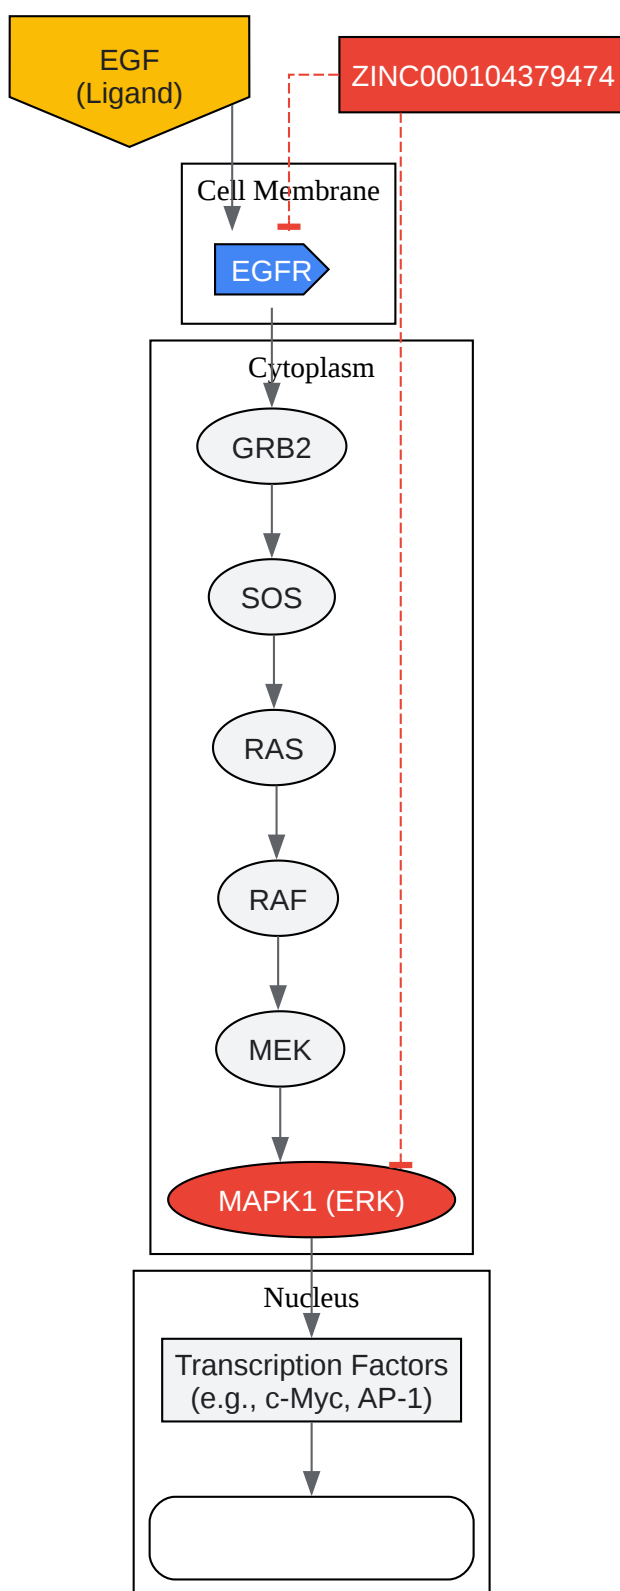 EGF
(Ligand)
ZINC000104379474
Cell Membrane
EGFR
Cytoplasm
GRB2
SOS
RAS
RAF
MEK
MAPK1 (ERK)
Nucleus
Transcription Factors
(e.g., c-Myc, AP-1)